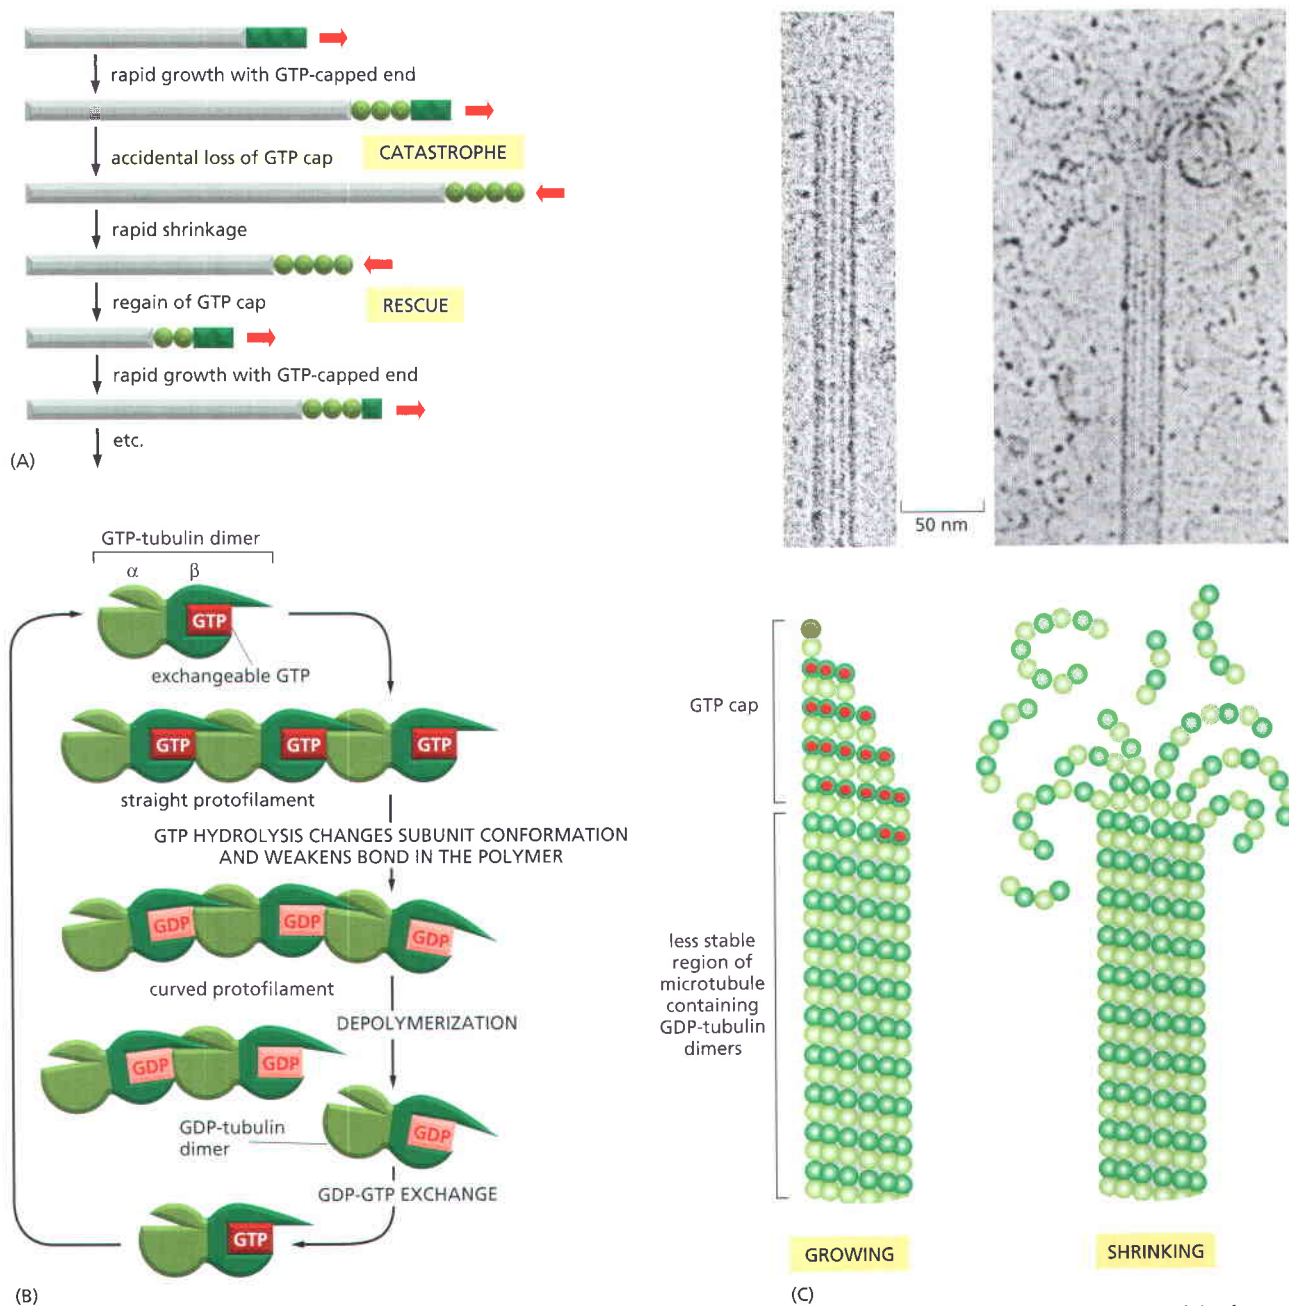 rapid growth with GTP-capped end
accidental loss of GTP cap
CATASTROPHE
rapid shrinkage
regain of GTP cap
RESCUE
rapid growth with GTP-capped end
etc.
(A)
GTP-tubulin dimer
α β
GTP
exchangeable GTP
GTP GTP GTP
straight protofilament
GTP HYDROLYSIS CHANGES SUBUNIT CONFORMATION
AND WEAKENS BOND IN THE POLYMER
GDP GDP GDP
curved protofilament
DEPOLYMERIZATION
GDP GDP
GDP-tubulin
dimer
GDP
GDP-GTP EXCHANGE
GTP
(B)
50 nm
GTP cap
less stable
region of
microtubule
containing
GDP-tubulin
dimers
GROWING
SHRINKING
(C)